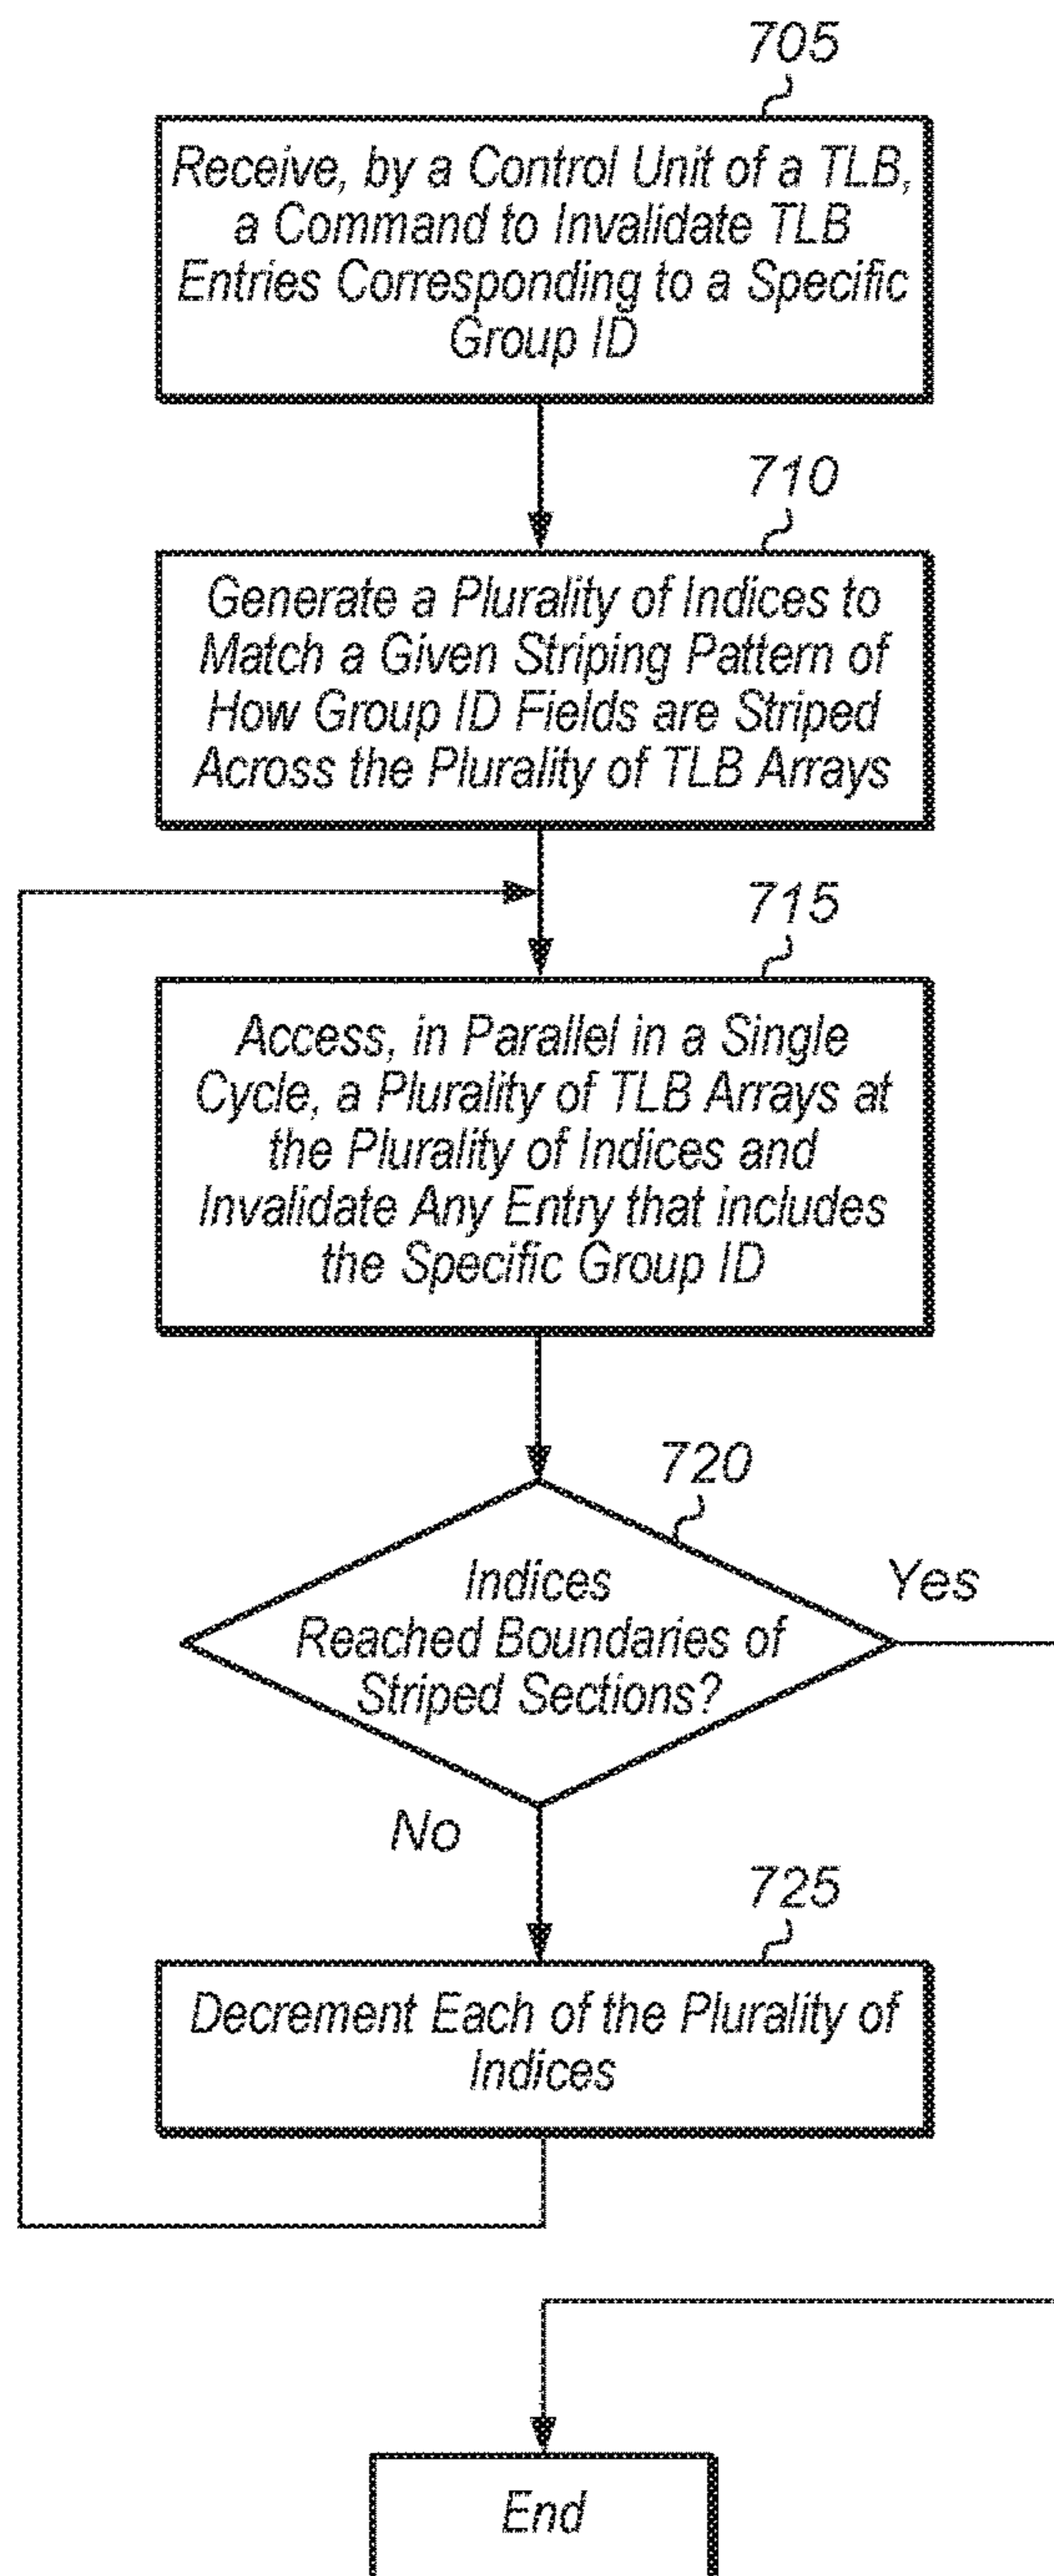 705
Receive, by a Control Unit of a TLB,
a Command to Invalidate TLB
Entries Corresponding to a Specific
Group ID
710
Generate a Plurality of Indices to
Match a Given Striping Pattern of
How Group ID Fields are Striped
Across the Plurality of TLB Arrays
715
Access, in Parallel in a Single
Cycle, a Plurality of TLB Arrays at
the Plurality of Indices and
Invalidate Any Entry that includes
the Specific Group ID
720
Indices
Reached Boundaries of
Striped Sections?
Yes
No
725
Decrement Each of the Plurality of
Indices
End